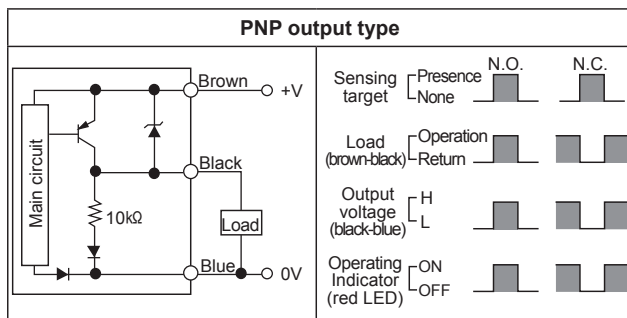 PNP output type
Main circuit
10kΩ
Brown
+V
Black
Load
Blue
0V
N.O.
N.C.
Sensing
target
Presence
None
Load
(brown-black)
Operation
Return
Output
voltage
(black-blue)
H
L
Operating
Indicator
(red LED)
ON
OFF